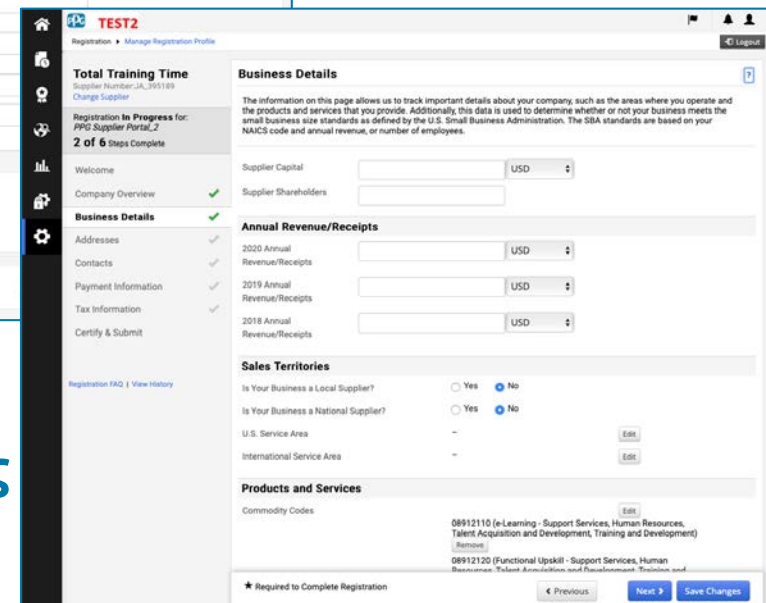 PPG TEST2
Registration ▸ Manage Registration Profile
Logout
Total Training Time
Supplier Number:JA_395189
Change Supplier
Registration In Progress for:
PPG Supplier Portal_2
2 of 6 Steps Complete
Welcome
Company Overview
Business Details
Addresses
Contacts
Payment Information
Tax Information
Certify & Submit
Registration FAQ | View History
Business Details
?
The information on this page allows us to track important details about your company, such as the areas where you operate and
the products and services that you provide. Additionally, this data is used to determine whether or not your business meets the
small business size standards as defined by the U.S. Small Business Administration. The SBA standards are based on your
NAICS code and annual revenue, or number of employees.
Supplier Capital USD
Supplier Shareholders
Annual Revenue/Receipts
2020 Annual USD
Revenue/Receipts
2019 Annual USD
Revenue/Receipts
2018 Annual USD
Revenue/Receipts
Sales Territories
Is Your Business a Local Supplier? Yes No
Is Your Business a National Supplier? Yes No
U.S. Service Area – Edit
International Service Area – Edit
Products and Services
Commodity Codes Edit
08912110 (e-Learning - Support Services, Human Resources,
Talent Acquisition and Development, Training and Development)
Remove
08912120 (Functional Upskill - Support Services, Human
Resources, Talent Acquisition and Development, Training and
★ Required to Complete Registration
Previous Next Save Changes
s